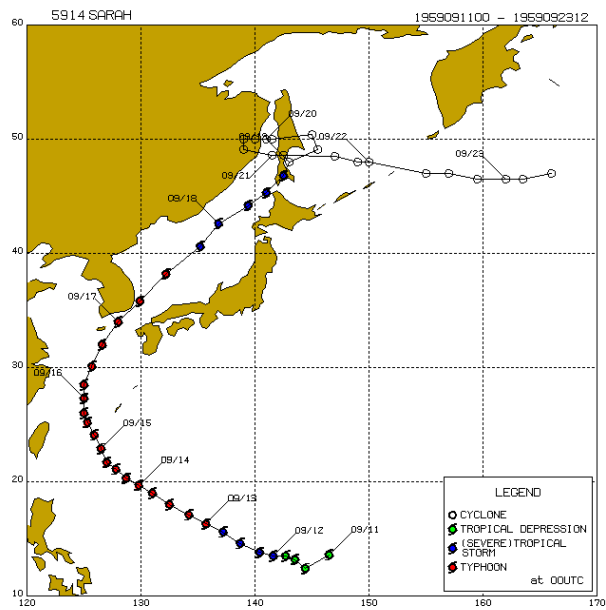 5914 SARAH 1959091100 - 1959092312
60
50
40
30
20
10
120 130 140 150 160 170
09/20
09/19
09/22
09/23
09/21
09/18
09/17
09/16
09/15
09/14
09/13
09/12
09/11
LEGEND
CYCLONE
TROPICAL DEPRESSION
(SEVERE)TROPICAL
STORM
TYPHOON
at 00UTC